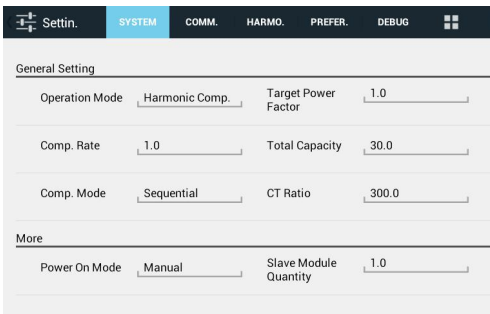 Settin. SYSTEM COMM. HARMO. PREFER. DEBUG
General Setting
Operation Mode Harmonic Comp. Target Power Factor 1.0
Comp. Rate 1.0 Total Capacity 30.0
Comp. Mode Sequential CT Ratio 300.0
More
Power On Mode Manual Slave Module Quantity 1.0